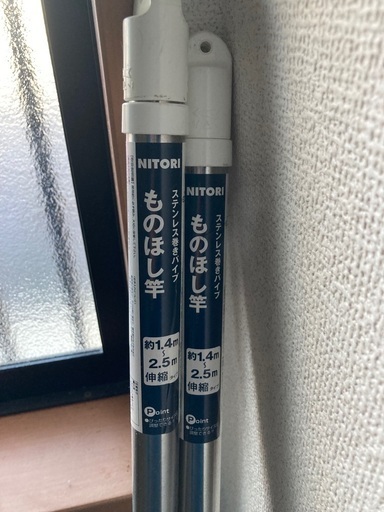 NITORI
ステンレス巻きパイプ
ものほし竿
約1.4m
~
2.5m
伸縮
Point
NITORI
ステンレス巻きパイプ
ものほし竿
約1.4m
~
2.5m
伸縮
Point